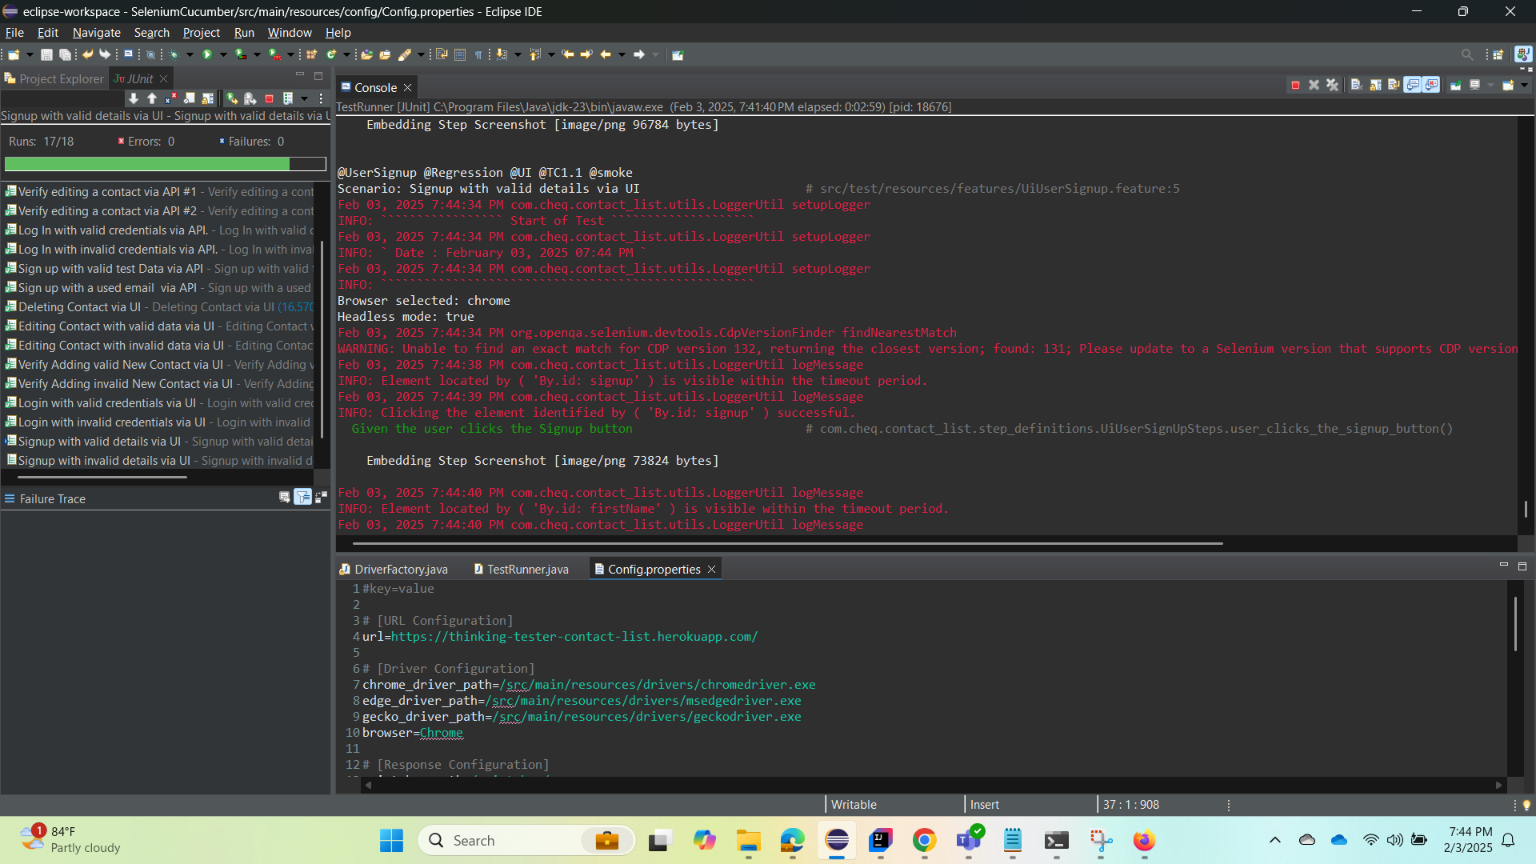 eclipse-workspace - SeleniumCucumber/src/main/resources/config/Config.properties - Eclipse IDE
File Edit Navigate Search Project Run Window Help
Project Explorer JUnit
Signup with valid details via UI - Signup with valid details via U
Runs: 17/18 Errors: 0 Failures: 0
Verify editing a contact via API #1 - Verify editing a cont
Verify editing a contact via API #2 - Verify editing a cont
Log In with valid credentials via API. - Log In with valid c
Log In with invalid credentials via API. - Log In with inva
Sign up with valid test Data via API - Sign up with valid
Sign up with a used email via API - Sign up with a used
Deleting Contact via UI - Deleting Contact via UI (16.570
Editing Contact with valid data via UI - Editing Contact v
Editing Contact with invalid data via UI - Editing Contac
Verify Adding valid New Contact via UI - Verify Adding v
Verify Adding invalid New Contact via UI - Verify Adding
Login with valid credentials via UI - Login with valid cred
Login with invalid credentials via UI - Login with invalid
Signup with valid details via UI - Signup with valid detai
Signup with invalid details via UI - Signup with invalid d
Failure Trace
Console
TestRunner [JUnit] C:\Program Files\Java\jdk-23\bin\javaw.exe (Feb 3, 2025, 7:41:40 PM elapsed: 0:02:59) [pid: 18676]
Embedding Step Screenshot [image/png 96784 bytes]
@UserSignup @Regression @UI @TC1.1 @smoke
Scenario: Signup with valid details via UI # src/test/resources/features/UiUserSignup.feature:5
Feb 03, 2025 7:44:34 PM com.cheq.contact_list.utils.LoggerUtil setupLogger
INFO: ````````````````` Start of Test ````````````````````
Feb 03, 2025 7:44:34 PM com.cheq.contact_list.utils.LoggerUtil setupLogger
INFO: ` Date : February 03, 2025 07:44 PM `
Feb 03, 2025 7:44:34 PM com.cheq.contact_list.utils.LoggerUtil setupLogger
INFO: ````````````````````````````````````````````````````
Browser selected: chrome
Headless mode: true
Feb 03, 2025 7:44:34 PM org.openqa.selenium.devtools.CdpVersionFinder findNearestMatch
WARNING: Unable to find an exact match for CDP version 132, returning the closest version; found: 131; Please update to a Selenium version that supports CDP version
Feb 03, 2025 7:44:38 PM com.cheq.contact_list.utils.LoggerUtil logMessage
INFO: Element located by ( 'By.id: signup' ) is visible within the timeout period.
Feb 03, 2025 7:44:39 PM com.cheq.contact_list.utils.LoggerUtil logMessage
INFO: Clicking the element identified by ( 'By.id: signup' ) successful.
Given the user clicks the Signup button # com.cheq.contact_list.step_definitions.UiUserSignUpSteps.user_clicks_the_signup_button()
Embedding Step Screenshot [image/png 73824 bytes]
Feb 03, 2025 7:44:40 PM com.cheq.contact_list.utils.LoggerUtil logMessage
INFO: Element located by ( 'By.id: firstName' ) is visible within the timeout period.
Feb 03, 2025 7:44:40 PM com.cheq.contact_list.utils.LoggerUtil logMessage
DriverFactory.java TestRunner.java Config.properties
1 #key=value
2
3 # [URL Configuration]
4 url=https://thinking-tester-contact-list.herokuapp.com/
5
6 # [Driver Configuration]
7 chrome_driver_path=/src/main/resources/drivers/chromedriver.exe
8 edge_driver_path=/src/main/resources/drivers/msedgedriver.exe
9 gecko_driver_path=/src/main/resources/drivers/geckodriver.exe
10 browser=Chrome
11
12 # [Response Configuration]
Writable Insert 37 : 1 : 908
1 84°F
Partly cloudy
Search
7:44 PM
2/3/2025